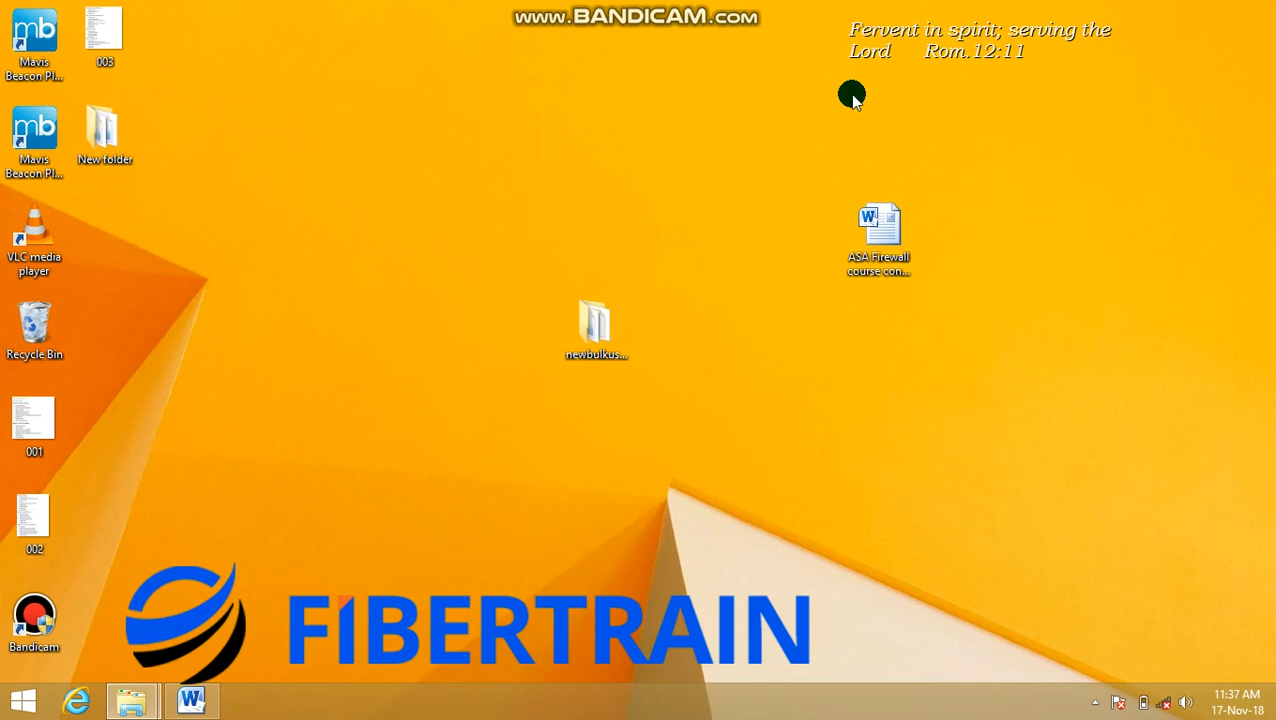 www.BANDICAM.com
Fervent in spirit; serving the
Lord Rom.12:11
Mavis
Beacon Pl...
003
Mavis
Beacon Pl...
New folder
VLC media
player
ASA Firewall
course con...
Recycle Bin
newbulkus...
001
002
Bandicam
FIBERTRAIN
11:37 AM
17-Nov-18